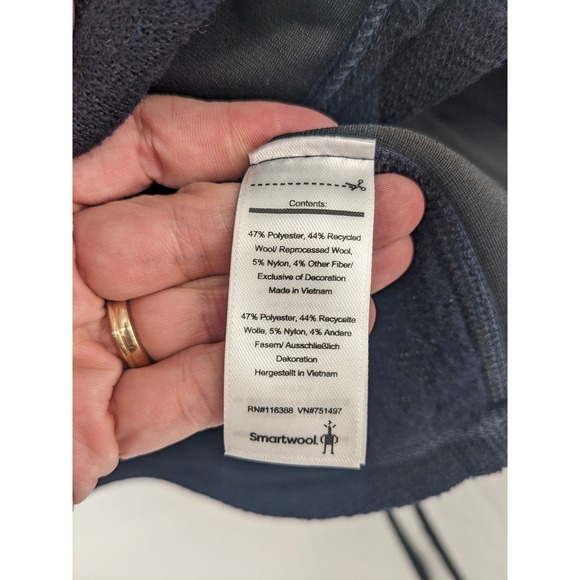 Contents:
47% Polyester, 44% Recycled
Wool/ Reprocessed Wool,
5% Nylon, 4% Other Fiber/
Exclusive of Decoration
Made in Vietnam
47% Polyester, 44% Recycelte
Wolle, 5% Nylon, 4% Andere
Fasern/ Ausschließlich
Dekoration
Hergestellt in Vietnam
RN#116388 VN#751497
Smartwool